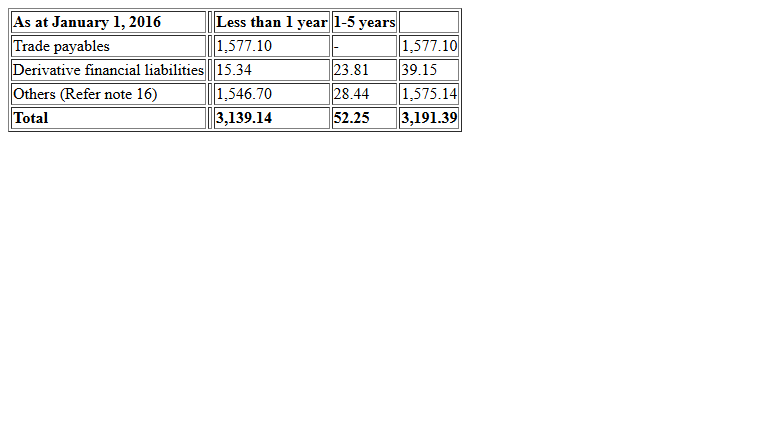 As at January 1, 2016 Less than 1 year 1-5 years
Trade payables 1,577.10 - 1,577.10
Derivative financial liabilities 15.34 23.81 39.15
Others (Refer note 16) 1,546.70 28.44 1,575.14
Total 3,139.14 52.25 3,191.39